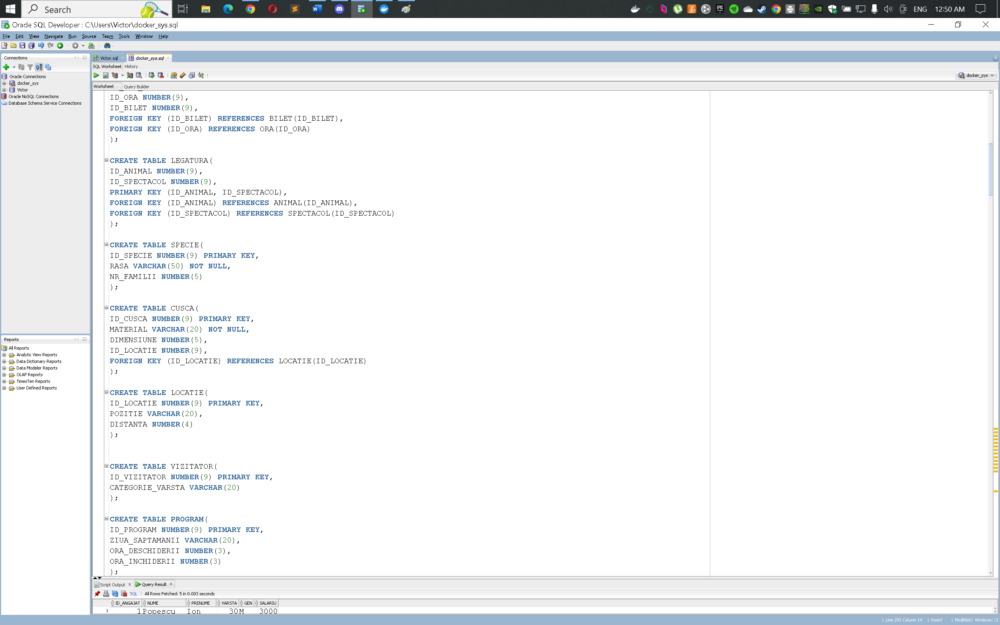 Search
ENG
12:50 AM
Oracle SQL Developer : C:\Users\Victor\docker_sys.sql
File Edit View Navigate Run Source Team Tools Window Help
Connections
Oracle Connections
docker_sys
Victor
Oracle NoSQL Connections
Database Schema Service Connections
Reports
All Reports
Analytic View Reports
Data Dictionary Reports
Data Modeler Reports
OLAP Reports
TimesTen Reports
User Defined Reports
Victor.sql
docker_sys.sql
SQL Worksheet History
docker_sys
Worksheet Query Builder
ID_ORA NUMBER(9),
ID_BILET NUMBER(9),
FOREIGN KEY (ID_BILET) REFERENCES BILET(ID_BILET),
FOREIGN KEY (ID_ORA) REFERENCES ORA(ID_ORA)
);
CREATE TABLE LEGATURA(
ID_ANIMAL NUMBER(9),
ID_SPECTACOL NUMBER(9),
PRIMARY KEY (ID_ANIMAL, ID_SPECTACOL),
FOREIGN KEY (ID_ANIMAL) REFERENCES ANIMAL(ID_ANIMAL),
FOREIGN KEY (ID_SPECTACOL) REFERENCES SPECTACOL(ID_SPECTACOL)
);
CREATE TABLE SPECIE(
ID_SPECIE NUMBER(9) PRIMARY KEY,
RASA VARCHAR(50) NOT NULL,
NR_FAMILII NUMBER(5)
);
CREATE TABLE CUSCA(
ID_CUSCA NUMBER(9) PRIMARY KEY,
MATERIAL VARCHAR(20) NOT NULL,
DIMENSIUNE NUMBER(5),
ID_LOCATIE NUMBER(9),
FOREIGN KEY (ID_LOCATIE) REFERENCES LOCATIE(ID_LOCATIE)
);
CREATE TABLE LOCATIE(
ID_LOCATIE NUMBER(9) PRIMARY KEY,
POZITIE VARCHAR(20),
DISTANTA NUMBER(4)
);
CREATE TABLE VIZITATOR(
ID_VIZITATOR NUMBER(9) PRIMARY KEY,
CATEGORIE_VARSTA VARCHAR(20)
);
CREATE TABLE PROGRAM(
ID_PROGRAM NUMBER(9) PRIMARY KEY,
ZIUA_SAPTAMANII VARCHAR(20),
ORA_DESCHIDERII NUMBER(3),
ORA_INCHIDERII NUMBER(3)
);
Script Output Query Result
SQL | All Rows Fetched: 5 in 0.003 seconds
ID_ANGAJAT NUME PRENUME VARSTA GEN SALARIU
1 1 Popescu Ion 30 M 3000
| Line 291 Column 14 | Insert | Modified | Windows: